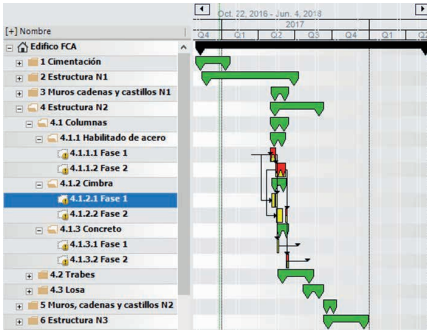 Oct. 22, 2016 - Jun. 4, 2018
2017
[+] Nombre
Q4 Q1 Q2 Q3 Q4 Q1 Q2
Edifico FCA
1 Cimentación
2 Estructura N1
3 Muros cadenas y castillos N1
4 Estructura N2
4.1 Columnas
4.1.1 Habilitado de acero
4.1.1.1 Fase 1
4.1.1.2 Fase 2
4.1.2 Cimbra
4.1.2.1 Fase 1
4.1.2.2 Fase 2
4.1.3 Concreto
4.1.3.1 Fase 1
4.1.3.2 Fase 2
4.2 Trabes
4.3 Losa
5 Muros, cadenas y castillos N2
6 Estructura N3